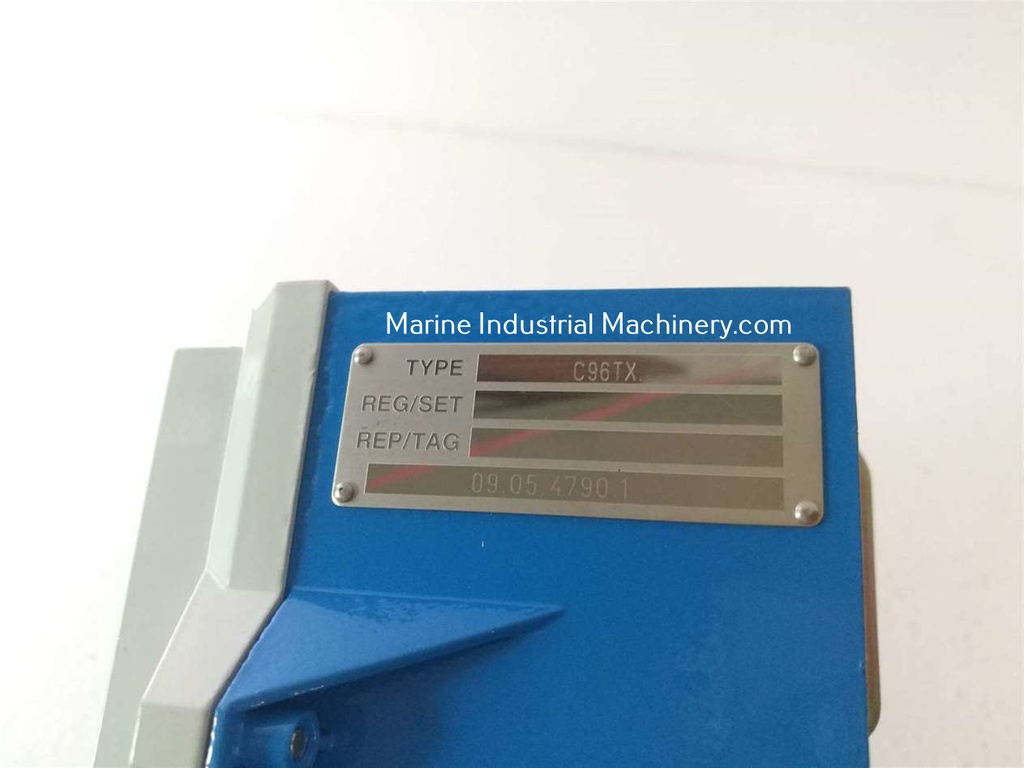 Marine Industrial Machinery.com
TYPE C96TX.
REG/SET
REP/TAG
09.05 4790.1